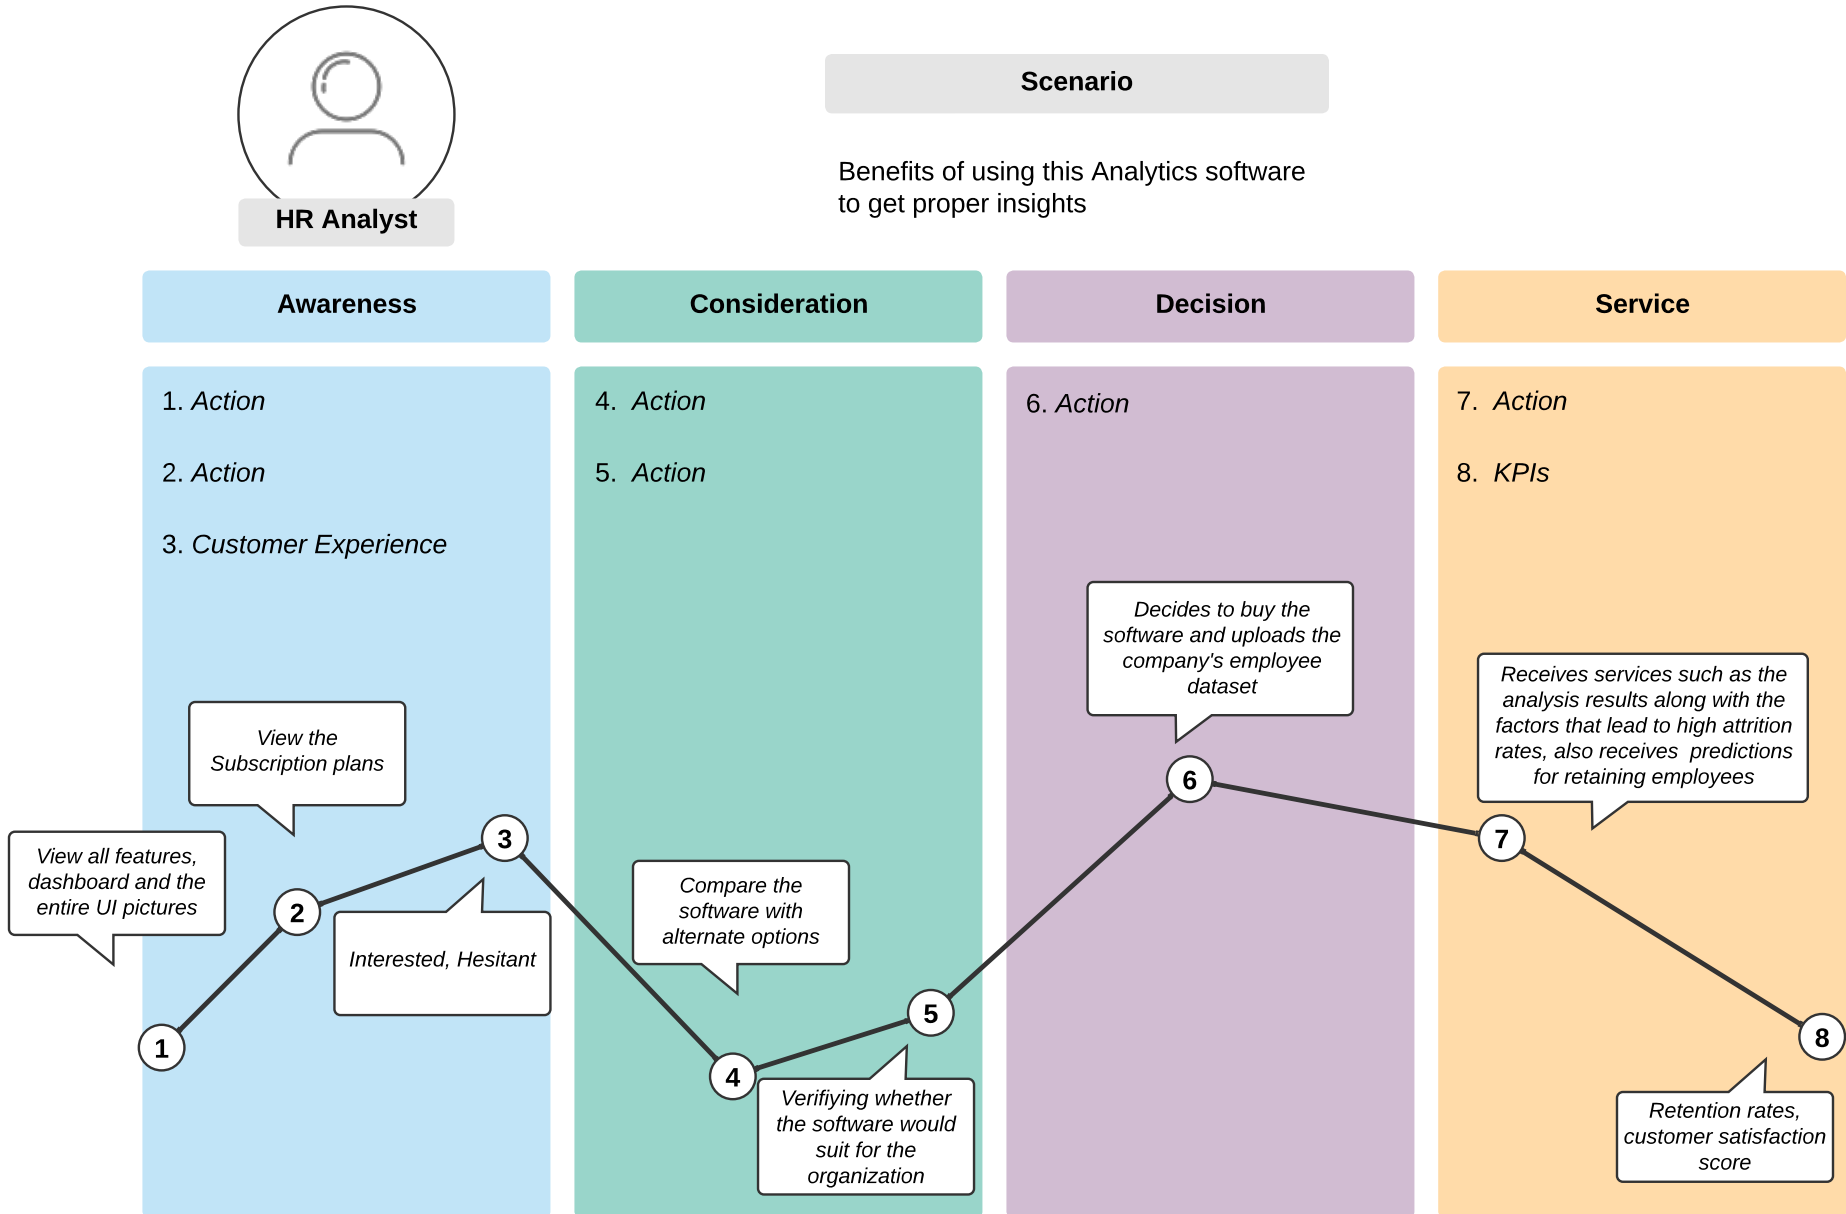 HR Analyst
Scenario
Benefits of using this Analytics software
to get proper insights
Awareness
Consideration
Decision
Service
1. Action
2. Action
3. Customer Experience
4. Action
5. Action
6. Action
7. Action
8. KPIs
View all features,
dashboard and the
entire UI pictures
View the
Subscription plans
Interested, Hesitant
Compare the
software with
alternate options
Verifiying whether
the software would
suit for the
organization
Decides to buy the
software and uploads the
company's employee
dataset
Receives services such as the
analysis results along with the
factors that lead to high attrition
rates, also receives  predictions
for retaining employees
Retention rates,
customer satisfaction
score
1
2
3
4
5
6
7
8